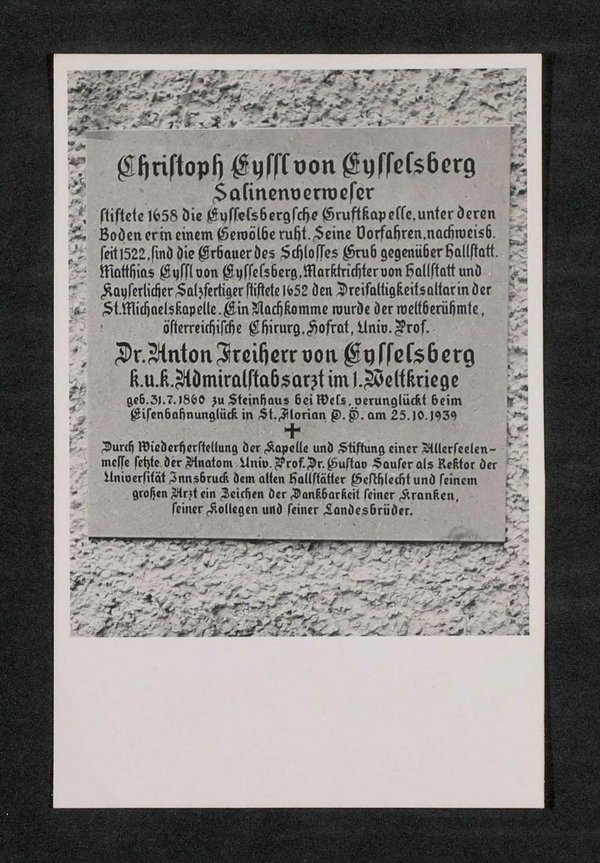 Christoph Eyssl von Eysselsberg
Salinenverweser
stiftete 1658 die Eysselsbergsche Gruftkapelle, unter deren
Boden er in einem Gewölbe ruht. Seine Vorfahren, nachweisb.
seit 1522, sind die Erbauer des Schlosses Grub gegenüber Hallstatt.
Matthias Eyssl von Eysselsberg, Marktrichter von Hallstatt und
Kayserlicher Salzfertiger stiftete 1652 den Dreifaltigkeitsaltar in der
St. Michaelskapelle. Ein Nachkomme wurde der weltberühmte,
österreichische Chirurg, Hofrat, Univ. Prof.
Dr. Anton Freiherr von Eysselsberg
k.u.k. Admiralstabsarzt im 1. Weltkriege
geb. 31.7.1860 zu Steinhaus bei Wels, verunglückt beim
Eisenbahnunglück in St. Florian O.Ö. am 25.10.1939
Durch Wiederherstellung der Kapelle und Stiftung einer Allerseelen-
messe setzte der Anatom Univ. Prof. Dr. Gustav Sauser als Rektor der
Universität Innsbruck dem alten Hallstätter Geschlecht und seinem
großen Arzt ein Zeichen der Dankbarkeit seiner Kranken,
seiner Kollegen und seiner Landesbrüder.